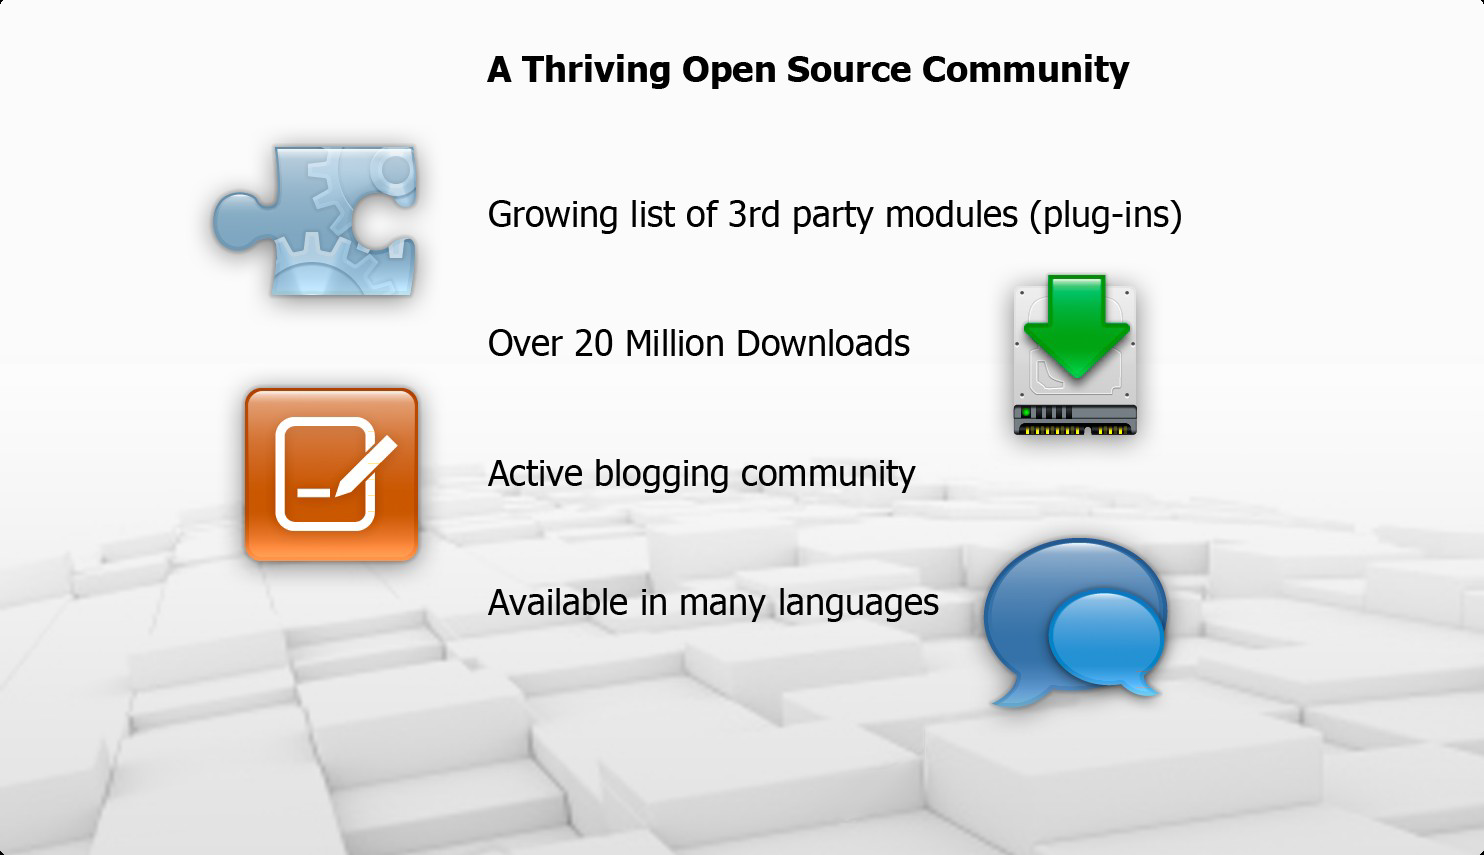 A Thriving Open Source Community
Growing list of 3rd party modules (plug-ins)
Over 20 Million Downloads
Active blogging community
Available in many languages